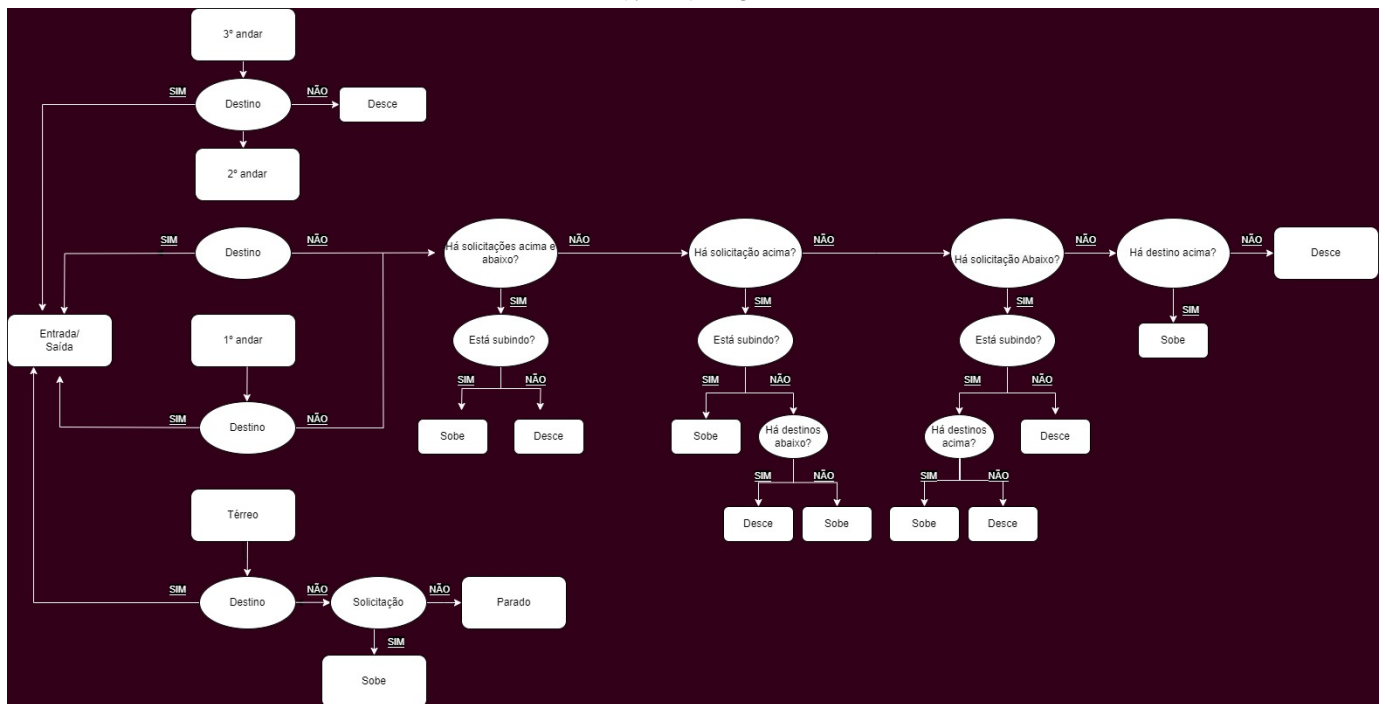 3º andar
SIM
Destino
NÃO
Desce
2º andar
SIM
Destino
NÃO
Há solicitações acima e
abaixo?
NÃO
Há solicitação acima?
NÃO
Há solicitação Abaixo?
NÃO
Há destino acima?
NÃO
Desce
SIM
SIM
SIM
SIM
Entrada/
Saída
1º andar
Está subindo?
Está subindo?
Está subindo?
Sobe
SIM
NÃO
SIM
NÃO
SIM
NÃO
SIM
Destino
NÃO
Sobe
Desce
Sobe
Há destinos
abaixo?
Há destinos
acima?
Desce
SIM
NÃO
SIM
NÃO
Térreo
Desce
Sobe
Sobe
Desce
SIM
Destino
NÃO
Solicitação
NÃO
Parado
SIM
Sobe